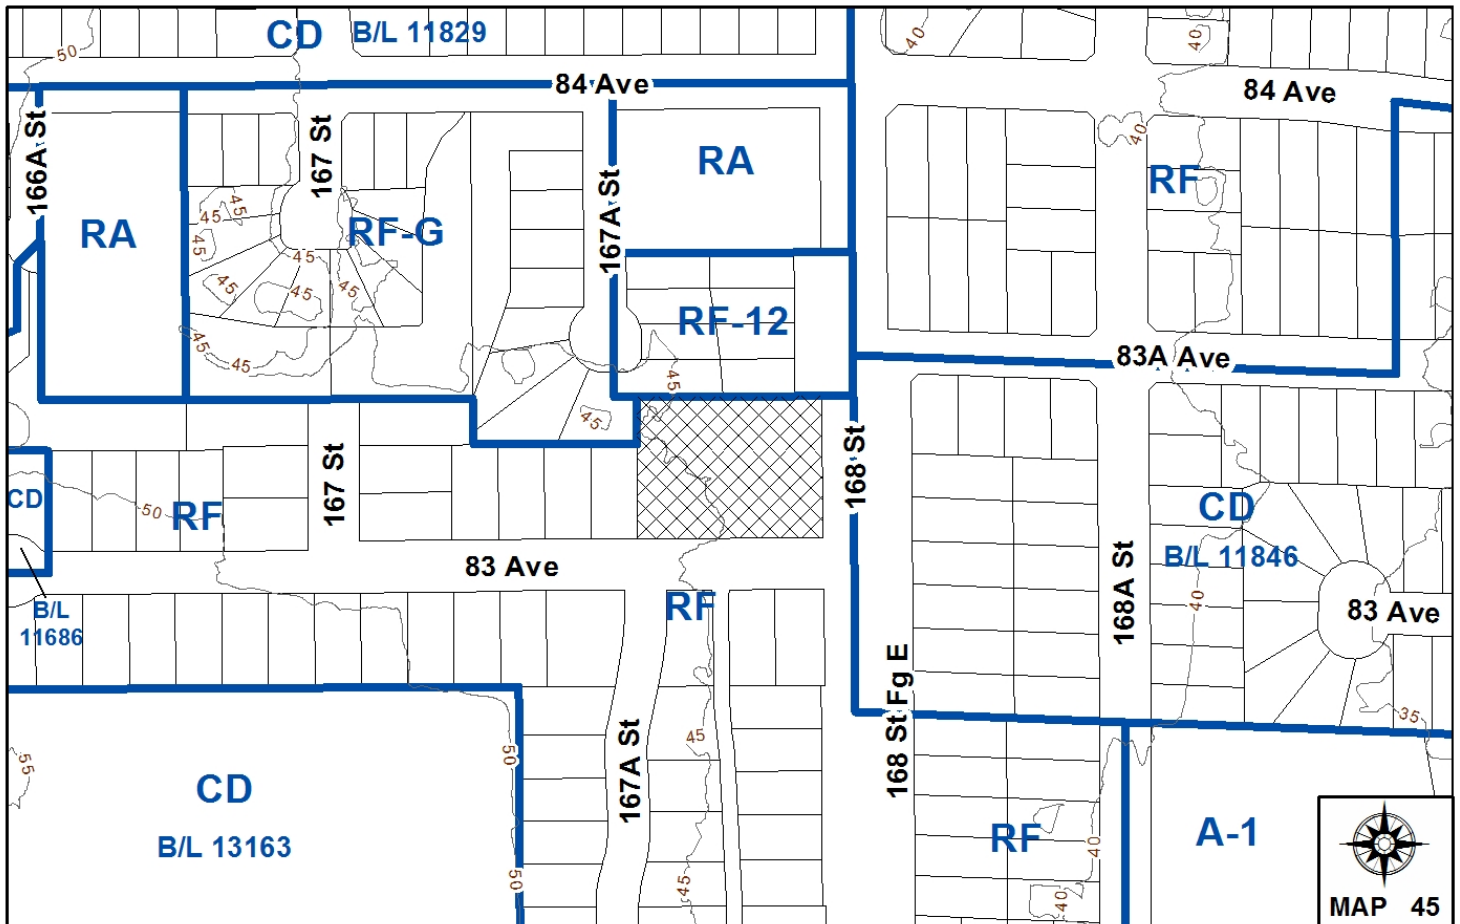 CD B/L 11829
50
40
40
84 Ave
84 Ave
166A St
167 St
167A St
RA
RA
RF-G
RF
40
45
45
45
45
45
45
45
45
45
RF-12
45
45
83A Ave
CD
50
RF
167 St
168 St
CD
B/L 11846
83 Ave
168A St
40
83 Ave
B/L
11686
RF
168 St Fg E
35
55
50
167A St
45
CD
B/L 13163
RF
40
A-1
50
45
40
MAP 45